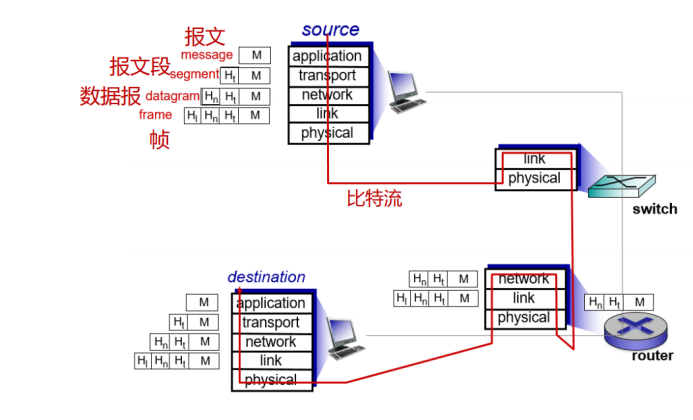 报文
source
message M
application
报文段
segment Ht M
transport
数据报 datagram Hn Ht M
network
frame Hl Hn Ht M
link
帧
physical
link
physical
比特流
switch
destination
M
application
Ht M
transport
Hn Ht M
network
Hl Hn Ht M
link
physical
Hn Ht M
network
Hl Hn Ht M
link
physical
Hn Ht M
router